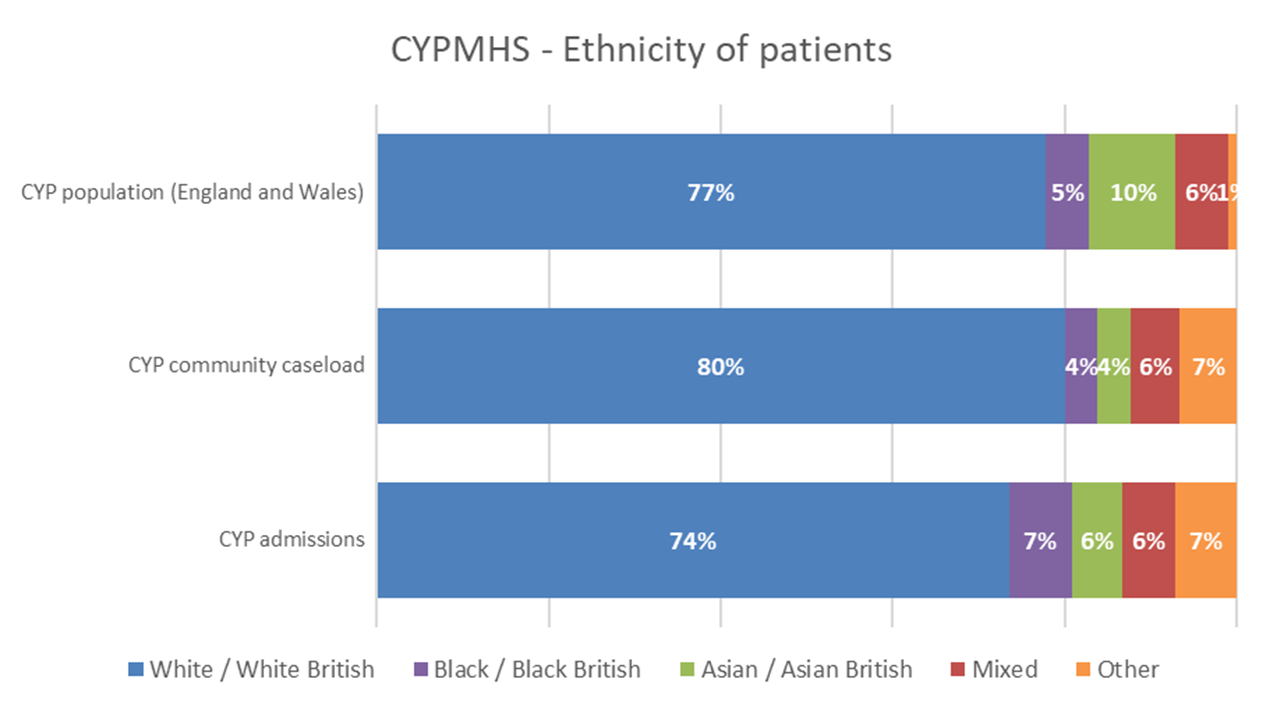 CYPMHS - Ethnicity of patients
CYP population (England and Wales)
77% 5% 10% 6% 1%
CYP community caseload
80% 4% 4% 6% 7%
CYP admissions
74% 7% 6% 6% 7%
White / White British Black / Black British Asian / Asian British Mixed Other